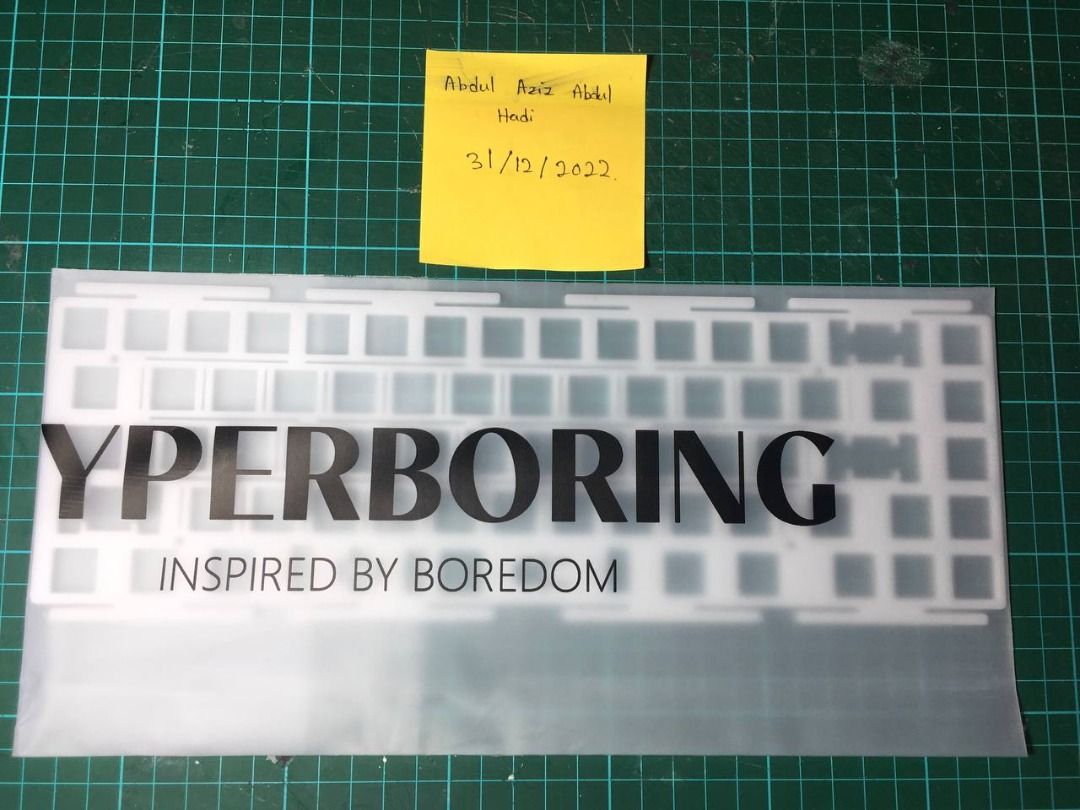 Abdul Aziz Abdul
Hadi
31/12/2022.
YPERBORING
INSPIRED BY BOREDOM